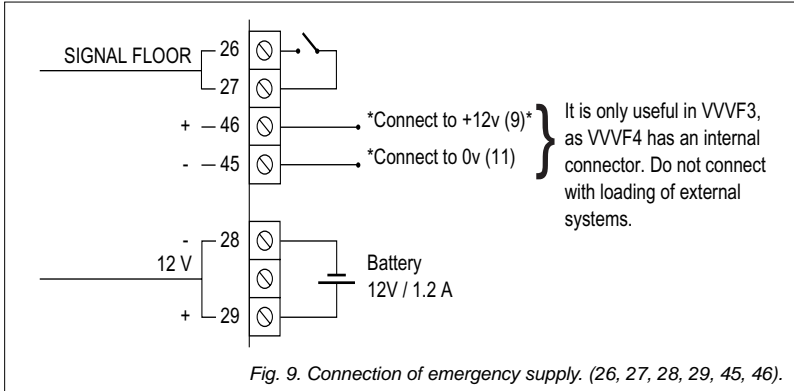 SIGNAL FLOOR
26
27
+ 46 *Connect to +12v (9)*
- 45 *Connect to 0v (11)
It is only useful in VVVF3,
as VVVF4 has an internal
connector. Do not connect
with loading of external
systems.
- 28
12 V
+ 29
Battery
12V / 1.2 A
Fig. 9. Connection of emergency supply. (26, 27, 28, 29, 45, 46).